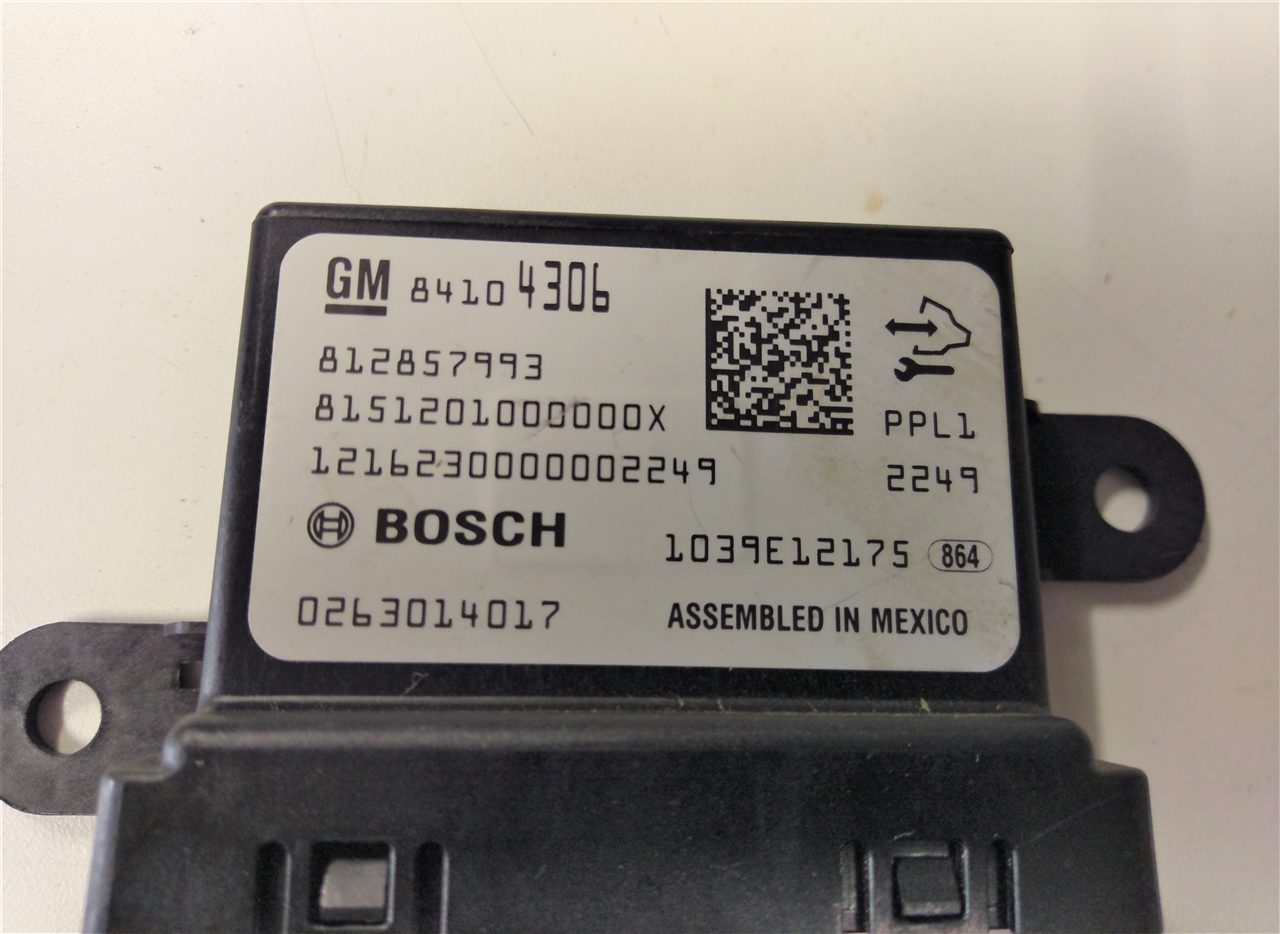 GM 84104306
812857993
8151201000000X
1216230000002249
PPL1
2249
BOSCH
1039E12175 864
0263014017
ASSEMBLED IN MEXICO